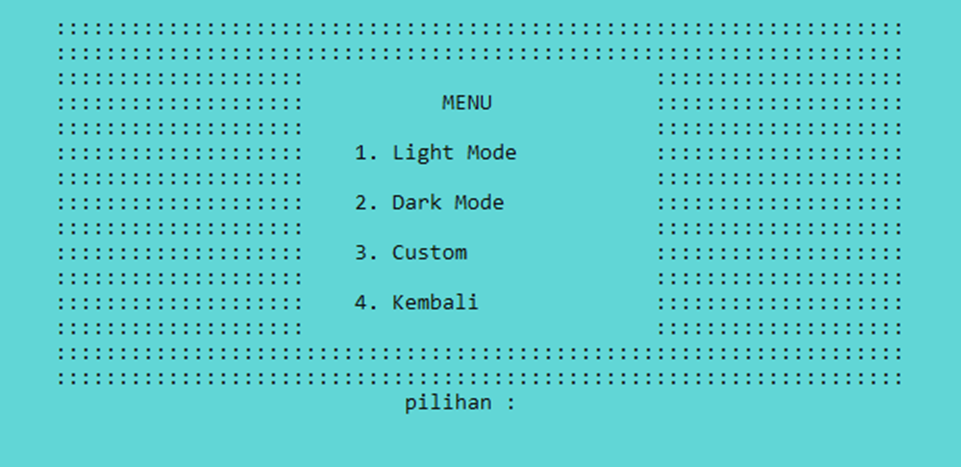 MENU
1. Light Mode
2. Dark Mode
3. Custom
4. Kembali
pilihan :